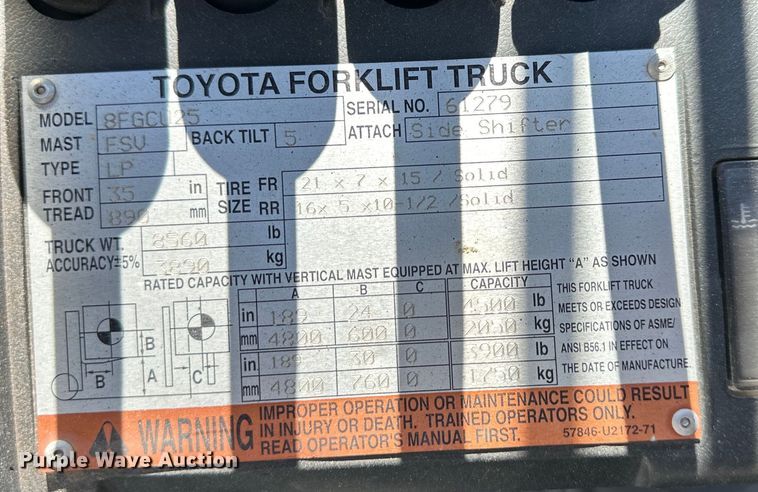 TOYOTA FORKLIFT TRUCK
MODEL 8FGCU25 SERIAL NO. 61279
MAST FSV BACK TILT 5 ATTACH Side Shifter
TYPE LP
FRONT TREAD 35 in 890 mm
TIRE SIZE FR 21 x 7 x 15 / Solid
RR 16x 5 x10-1/2 /Solid
TRUCK WT. 8560 lb
ACCURACY±5% 3890 kg
RATED CAPACITY WITH VERTICAL MAST EQUIPPED AT MAX. LIFT HEIGHT "A" AS SHOWN
A B C CAPACITY
in 189 24 0 4500 lb
mm 4800 600 0 2050 kg
in 189 30 0 3900 lb
mm 4800 760 0 1750 kg
B
B A C
THIS FORKLIFT TRUCK
MEETS OR EXCEEDS DESIGN
SPECIFICATIONS OF ASME/
ANSI B56.1 IN EFFECT ON
THE DATE OF MANUFACTURE.
WARNING
IMPROPER OPERATION OR MAINTENANCE COULD RESULT
IN INJURY OR DEATH. TRAINED OPERATORS ONLY.
READ OPERATOR'S MANUAL FIRST. 57846-U2172-71
Purple Wave Auction